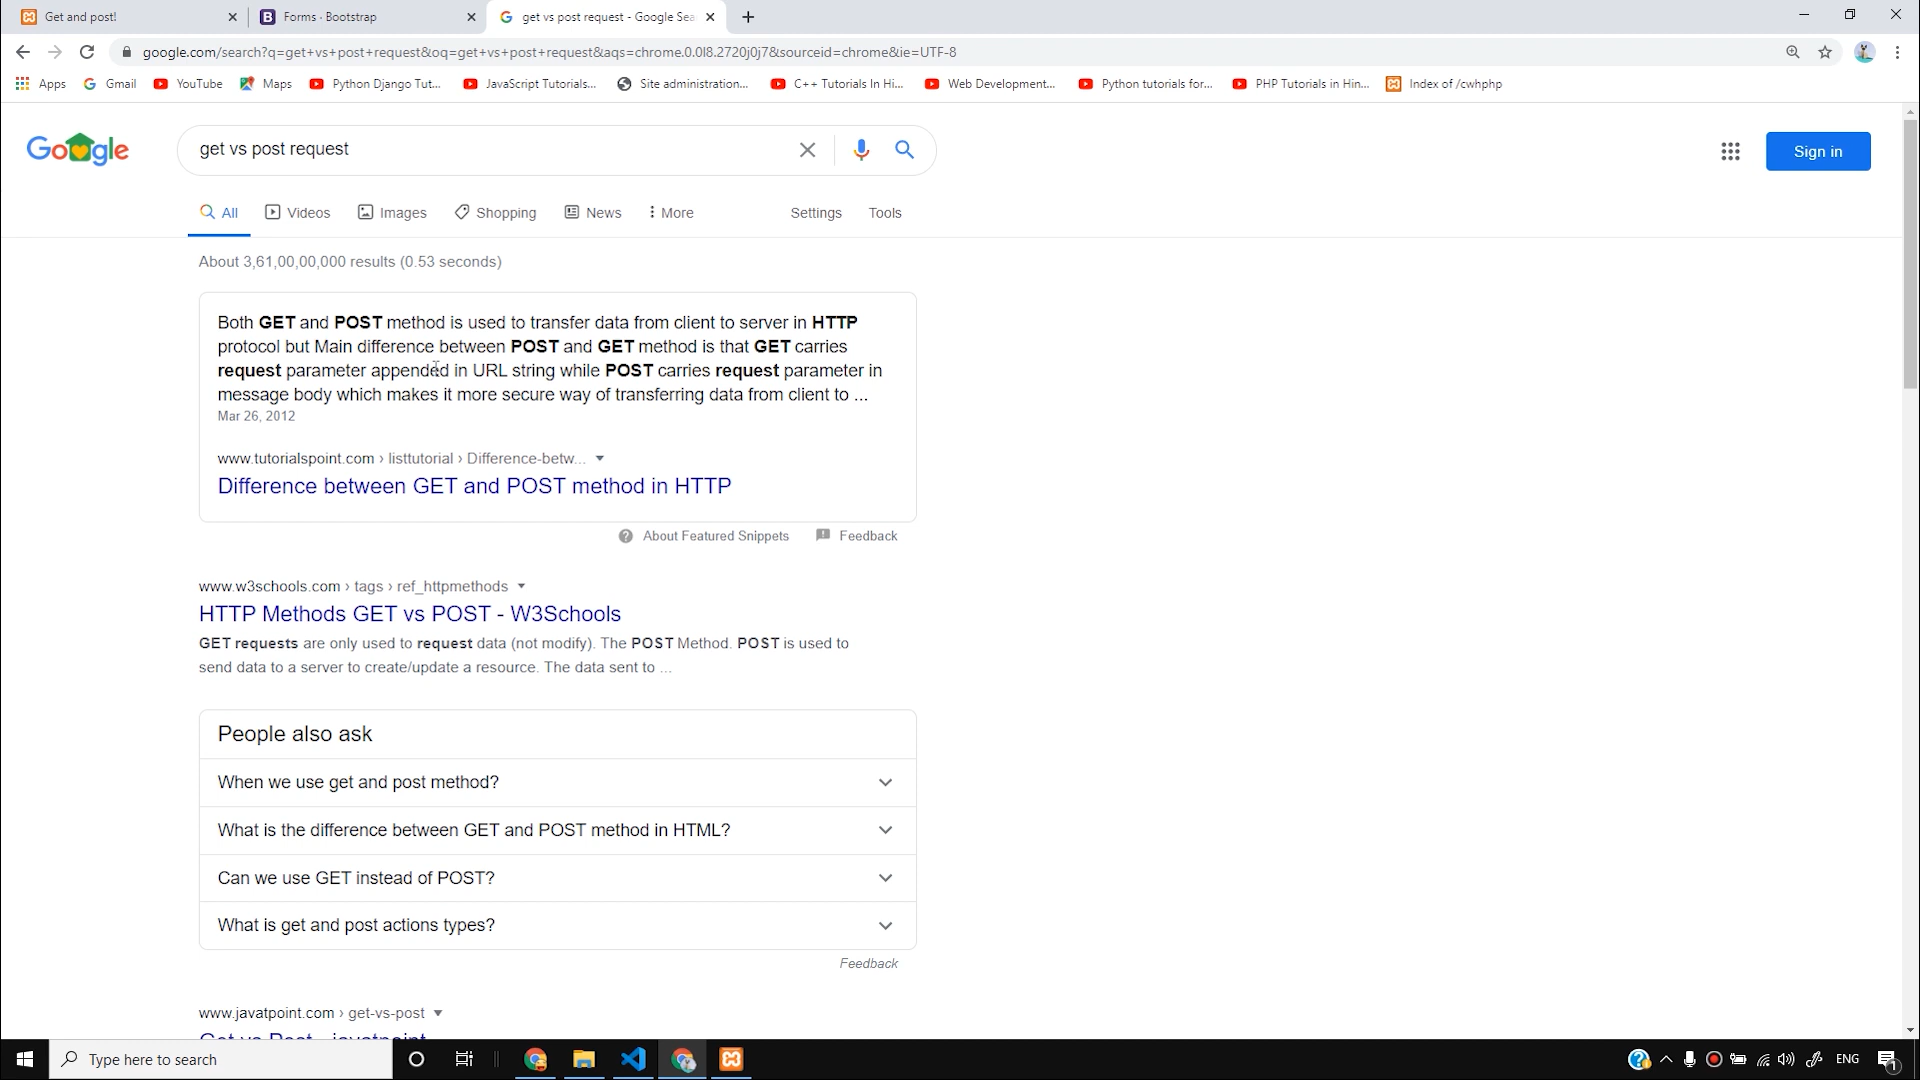 Get and post!
Forms · Bootstrap
get vs post request - Google Sea
google.com/search?q=get+vs+post+request&oq=get+vs+post+request&aqs=chrome.0.0l8.2720j0j7&sourceid=chrome&ie=UTF-8
Apps Gmail YouTube Maps Python Django Tut... JavaScript Tutorials... Site administration... C++ Tutorials In Hi... Web Development... Python tutorials for... PHP Tutorials in Hin... Index of /cwhphp
Google
get vs post request
Sign in
All Videos Images Shopping News More Settings Tools
About 3,61,00,00,000 results (0.53 seconds)
Both GET and POST method is used to transfer data from client to server in HTTP
protocol but Main difference between POST and GET method is that GET carries
request parameter appended in URL string while POST carries request parameter in
message body which makes it more secure way of transferring data from client to ...
Mar 26, 2012
www.tutorialspoint.com › listtutorial › Difference-betw...
Difference between GET and POST method in HTTP
About Featured Snippets Feedback
www.w3schools.com › tags › ref_httpmethods
HTTP Methods GET vs POST - W3Schools
GET requests are only used to request data (not modify). The POST Method. POST is used to
send data to a server to create/update a resource. The data sent to ...
People also ask
When we use get and post method?
What is the difference between GET and POST method in HTML?
Can we use GET instead of POST?
What is get and post actions types?
Feedback
www.javatpoint.com › get-vs-post
Get vs Post - javatpoint
Type here to search
ENG
1